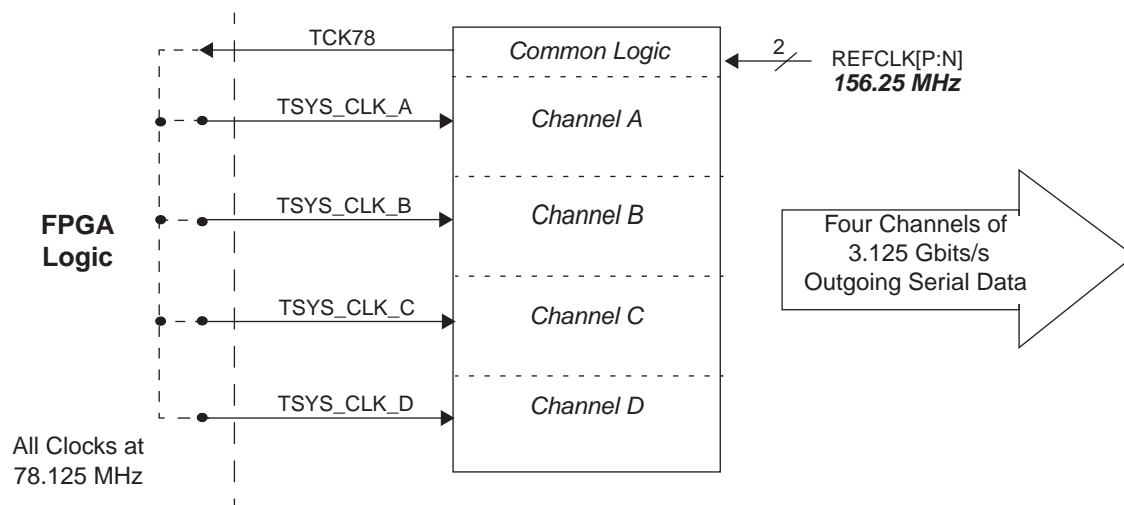 TCK78
Common Logic
2
REFCLK[P:N]
156.25 MHz
TSYS_CLK_A
Channel A
TSYS_CLK_B
Channel B
FPGA
Logic
Four Channels of
3.125 Gbits/s
Outgoing Serial Data
TSYS_CLK_C
Channel C
TSYS_CLK_D
Channel D
All Clocks at
78.125 MHz